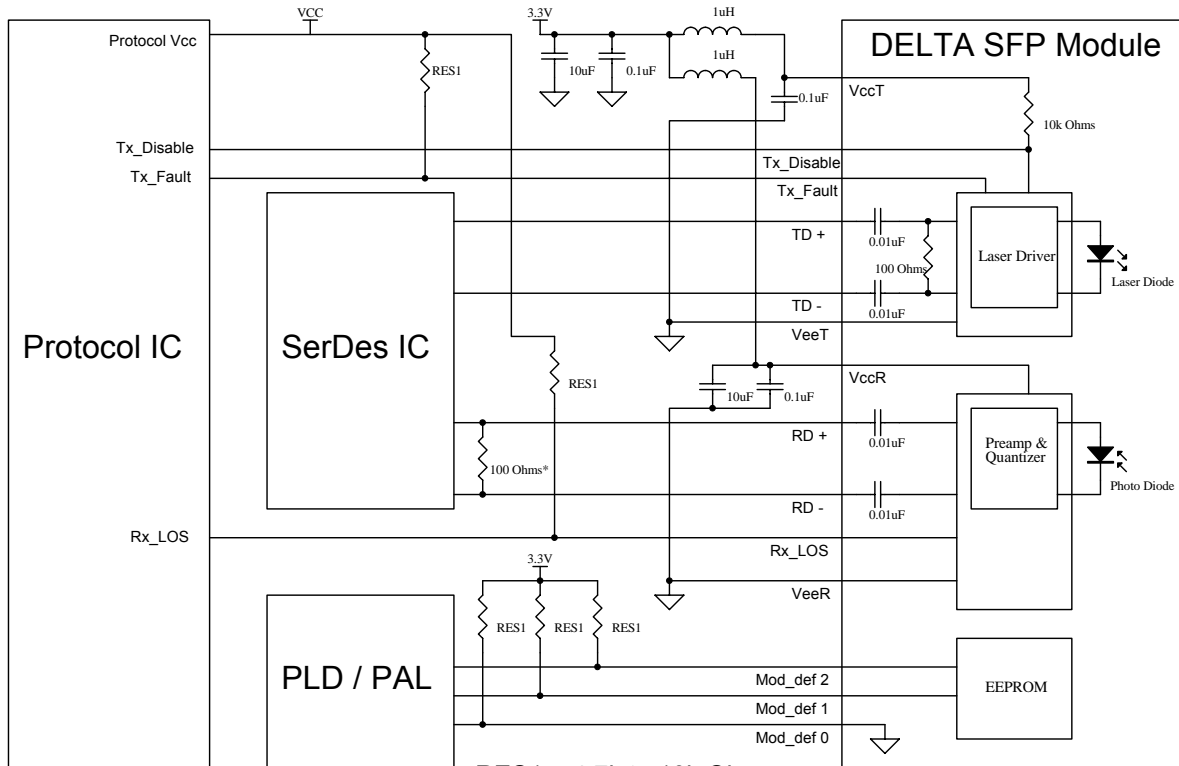 VCC
3.3V
1uH
Protocol Vcc
DELTA SFP Module
RES1
10uF
0.1uF
1uH
0.1uF
VccT
10k Ohms
Tx_Disable
Tx_Disable
Tx_Fault
Tx_Fault
TD +
0.01uF
100 Ohms
Laser Driver
Laser Diode
TD -
0.01uF
VeeT
Protocol IC
SerDes IC
RES1
10uF
0.1uF
VccR
RD +
0.01uF
Preamp &
Quantizer
100 Ohms*
Photo Diode
RD -
0.01uF
Rx_LOS
Rx_LOS
3.3V
VeeR
RES1
RES1
RES1
PLD / PAL
Mod_def 2
EEPROM
Mod_def 1
Mod_def 0